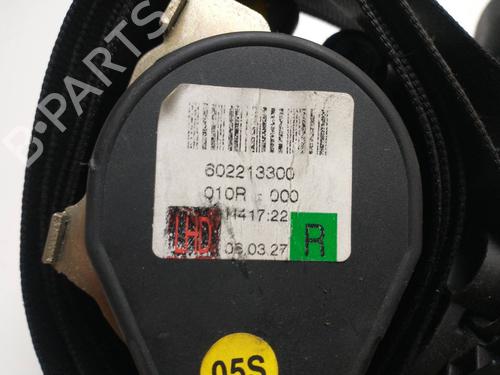 B-PARTS
602213300
010R - 000
M417:22
LHD 06.03.27 R
05S